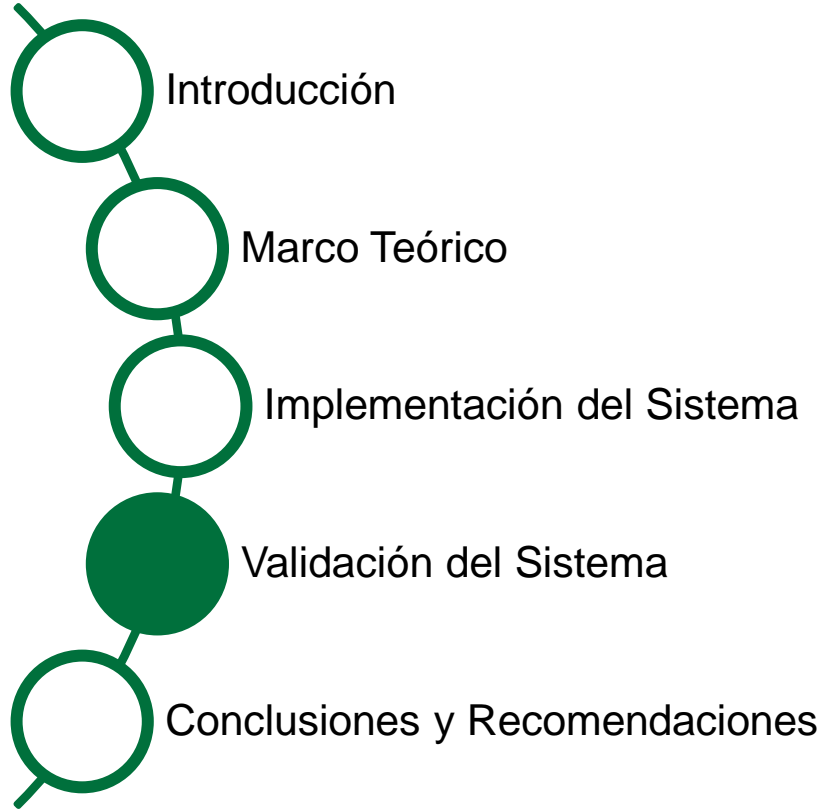 Introducción
Marco Teórico
Implementación del Sistema
Validación del Sistema
Conclusiones y Recomendaciones